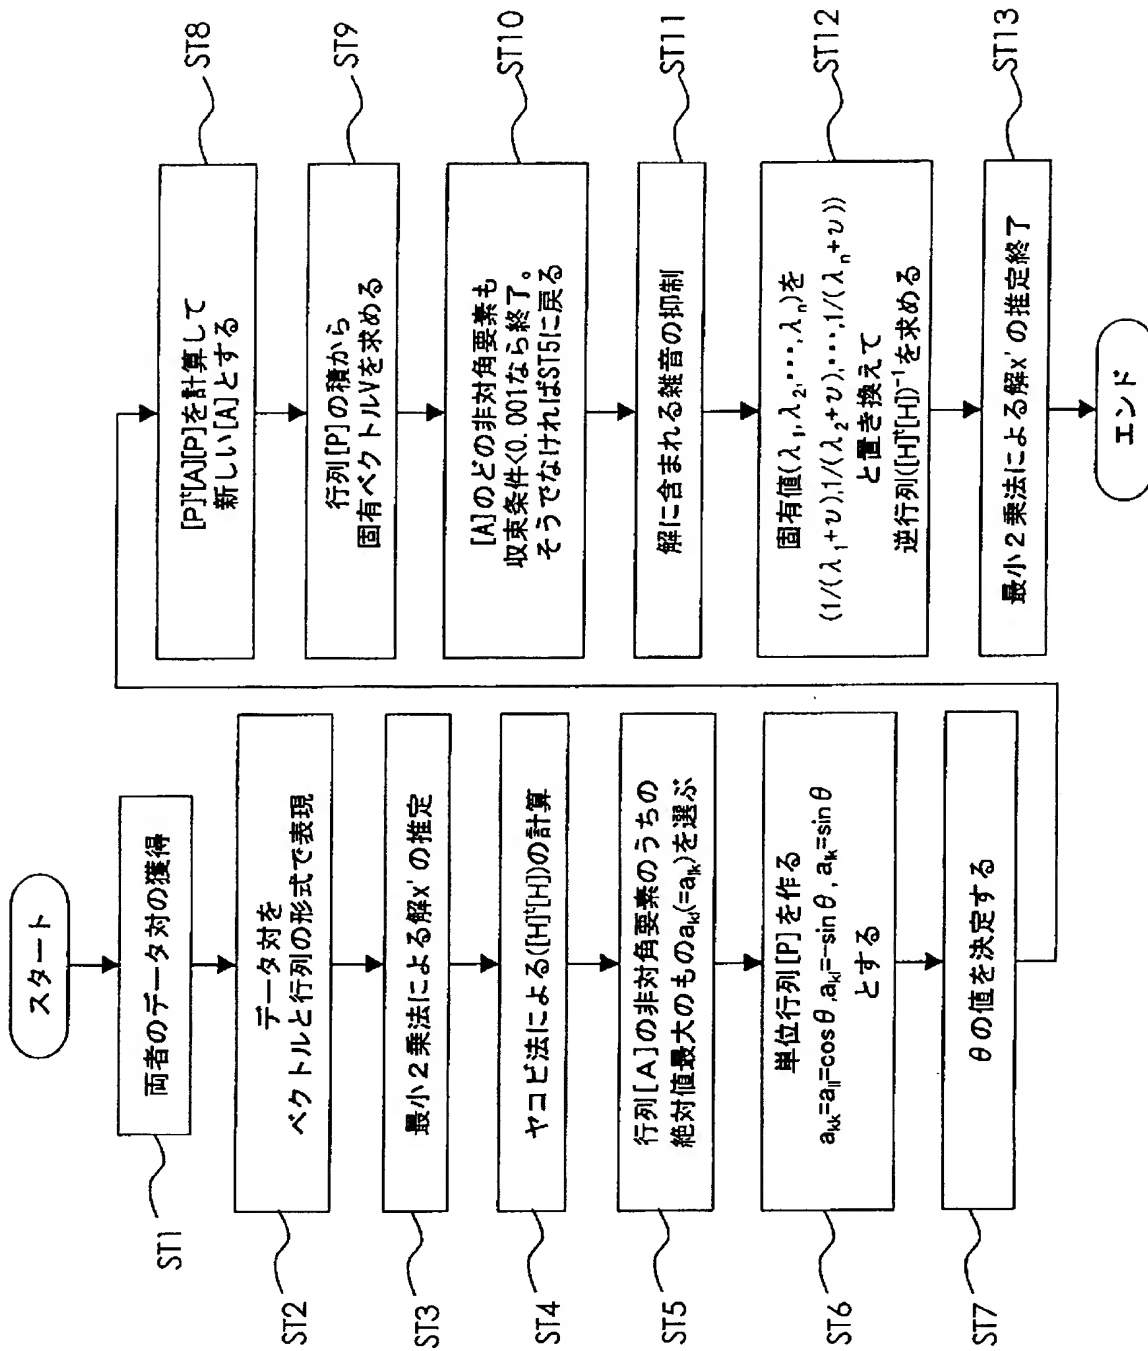 スタート
両者のデータ対の獲得
ST1
データ対を
ベクトルと行列の形式で表現
ST2
最小2乗法による解x'の推定
ST3
ヤコビ法による([H]ᵗ[H])の計算
ST4
行列[A]の非対角要素のうちの
絶対値最大のものaₖₗ(=aₗₖ)を選ぶ
ST5
単位行列[P]を作る
aₖₖ=aₗₗ=cosθ,aₖₗ=-sinθ,aₗₖ=sinθ
とする
ST6
θの値を決定する
ST7
[P]ᵗ[A][P]を計算して
新しい[A]とする
ST8
行列[P]の積から
固有ベクトルVを求める
ST9
[A]のどの非対角要素も
収束条件<0.001なら終了。
そうでなければST5に戻る
ST10
解に含まれる雑音の抑制
ST11
固有値(λ₁,λ₂,・・・,λₙ)を
(1/(λ₁+υ),1/(λ₂+υ),・・・,1/(λₙ+υ))
と置き換えて
逆行列([H]ᵗ[H])⁻¹を求める
ST12
最小2乗法による解x'の推定終了
ST13
エンド